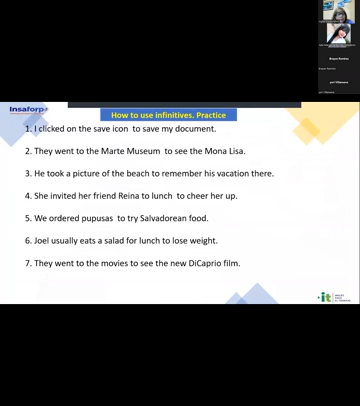 Insaforp
How to use infinitives. Practice
1. I clicked on the save icon to save my document.
2. They went to the Marte Museum to see the Mona Lisa.
3. He took a picture of the beach to remember his vacation there.
4. She invited her friend Reina to lunch to cheer her up.
5. We ordered pupusas to try Salvadorean food.
6. Joel usually eats a salad for lunch to lose weight.
7. They went to the movies to see the new DiCaprio film.
it